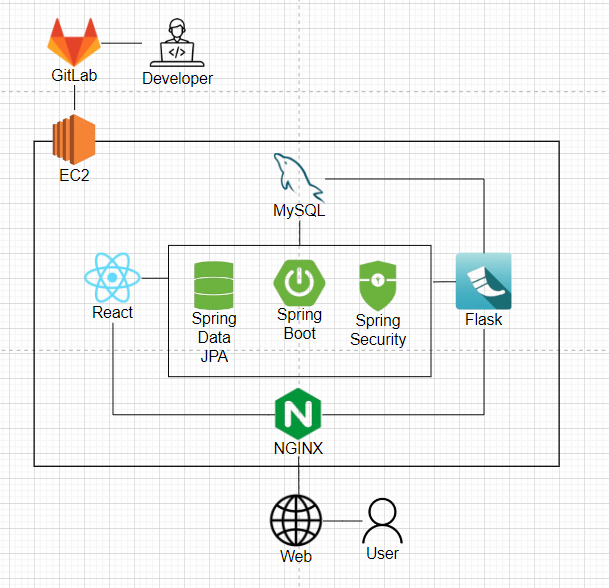 GitLab
Developer
EC2
MySQL
React
Spring
Data
JPA
Spring
Boot
Spring
Security
Flask
NGINX
Web
User